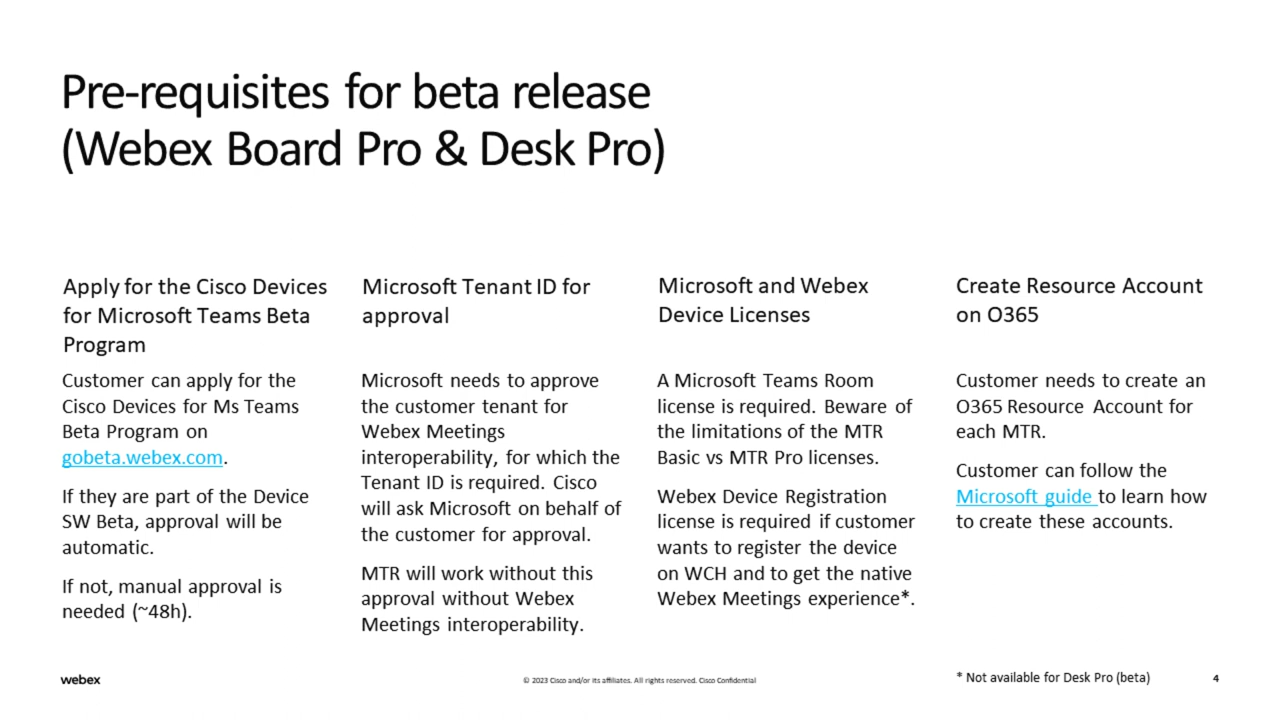 Pre-requisites for beta release
(Webex Board Pro & Desk Pro)
Apply for the Cisco Devices
for Microsoft Teams Beta
Program
Customer can apply for the
Cisco Devices for Ms Teams
Beta Program on
gobeta.webex.com.
If they are part of the Device
SW Beta, approval will be
automatic.
If not, manual approval is
needed (~48h).
Microsoft Tenant ID for
approval
Microsoft needs to approve
the customer tenant for
Webex Meetings
interoperability, for which the
Tenant ID is required. Cisco
will ask Microsoft on behalf of
the customer for approval.
MTR will work without this
approval without Webex
Meetings interoperability.
Microsoft and Webex
Device Licenses
A Microsoft Teams Room
license is required. Beware of
the limitations of the MTR
Basic vs MTR Pro licenses.
Webex Device Registration
license is required if customer
wants to register the device
on WCH and to get the native
Webex Meetings experience*.
Create Resource Account
on O365
Customer needs to create an
O365 Resource Account for
each MTR.
Customer can follow the
Microsoft guide to learn how
to create these accounts.
webex
© 2023 Cisco and/or its affiliates. All rights reserved. Cisco Confidential
* Not available for Desk Pro (beta)
4